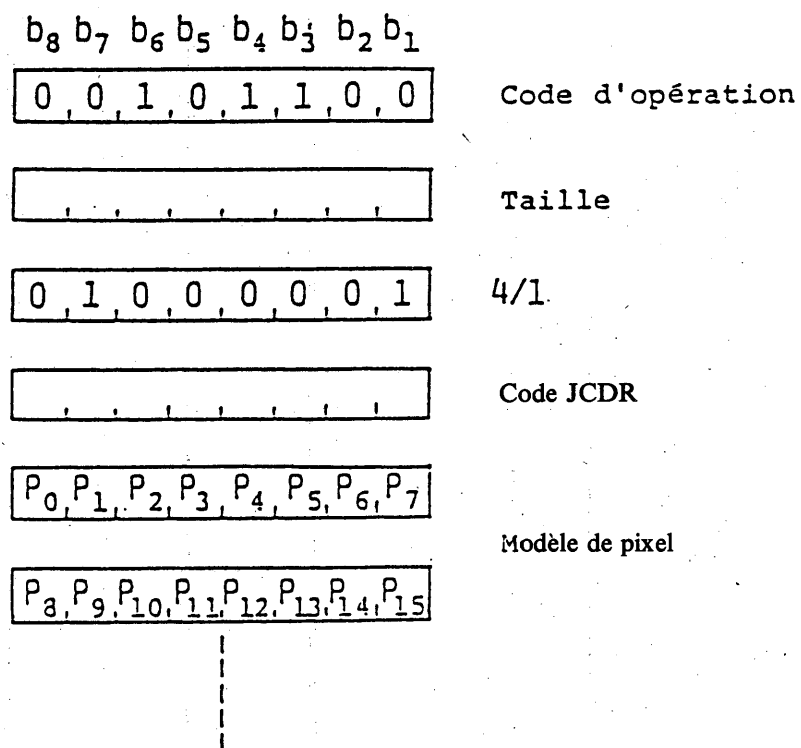 b8 b7 b6 b5 b4 b3 b2 b1
0,0,1,0,1,1,0,0 Code d'opération
Taille
0,1,0,0,0,0,0,1 4/1
Code JCDR
P0,P1,P2,P3,P4,P5,P6,P7
Modèle de pixel
P8,P9,P10,P11,P12,P13,P14,P15